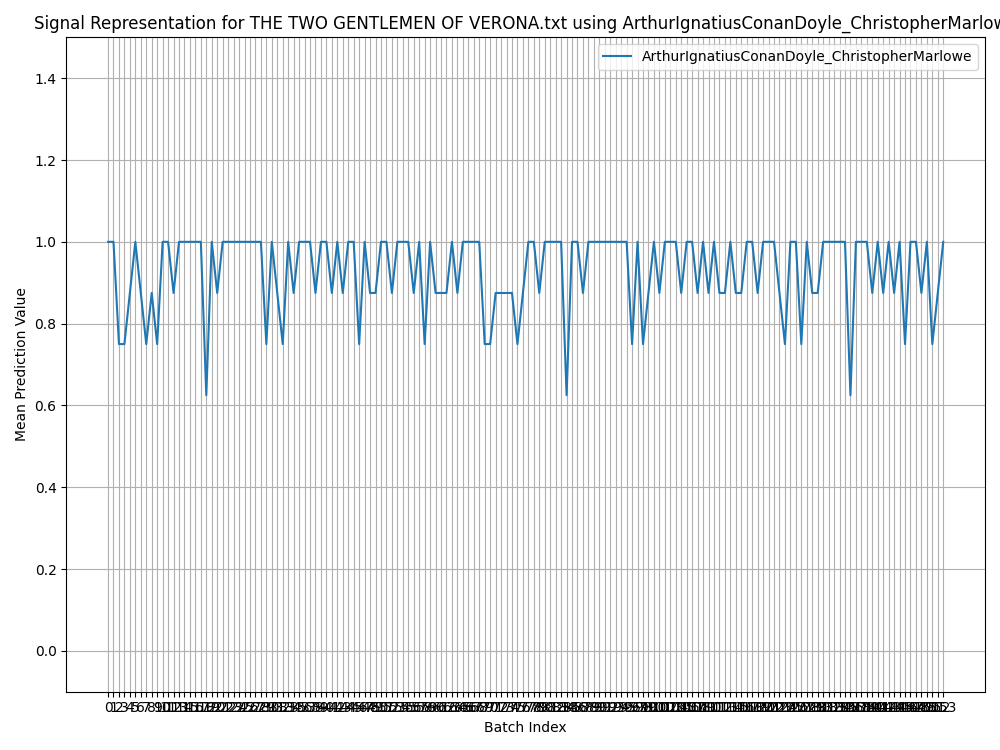 Signal Representation for THE TWO GENTLEMEN OF VERONA.txt using ArthurIgnatiusConanDoyle_ChristopherMarlow
ArthurIgnatiusConanDoyle_ChristopherMarlowe
1.4
1.2
1.0
0.8
0.6
0.4
0.2
0.0
Mean Prediction Value
Batch Index